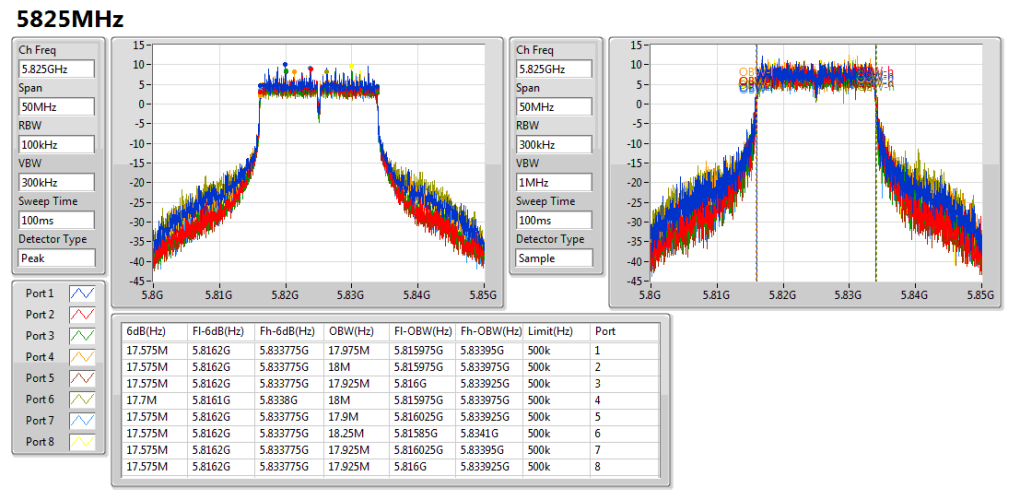 5825MHz
Ch Freq
5.825GHz
Span
50MHz
RBW
100kHz
VBW
300kHz
Sweep Time
100ms
Detector Type
Peak
15
10
5
0
-5
-10
-15
-20
-25
-30
-35
-40
-45
5.8G 5.81G 5.82G 5.83G 5.84G 5.85G
Ch Freq
5.825GHz
Span
50MHz
RBW
300kHz
VBW
1MHz
Sweep Time
100ms
Detector Type
Sample
15
10
5
0
-5
-10
-15
-20
-25
-30
-35
-40
-45
5.8G 5.81G 5.82G 5.83G 5.84G 5.85G
Port 1
Port 2
Port 3
Port 4
Port 5
Port 6
Port 7
Port 8
6dB(Hz) Fl-6dB(Hz) Fh-6dB(Hz) OBW(Hz) Fl-OBW(Hz) Fh-OBW(Hz) Limit(Hz) Port
17.575M 5.8162G 5.833775G 17.975M 5.815975G 5.83395G 500k 1
17.575M 5.8162G 5.833775G 18M 5.815975G 5.833975G 500k 2
17.575M 5.8162G 5.833775G 17.925M 5.816G 5.833925G 500k 3
17.7M 5.8161G 5.8338G 18M 5.815975G 5.833975G 500k 4
17.575M 5.8162G 5.833775G 17.9M 5.816025G 5.833925G 500k 5
17.575M 5.8162G 5.833775G 18.25M 5.81585G 5.8341G 500k 6
17.575M 5.8162G 5.833775G 17.925M 5.816025G 5.83395G 500k 7
17.575M 5.8162G 5.833775G 17.925M 5.816G 5.833925G 500k 8